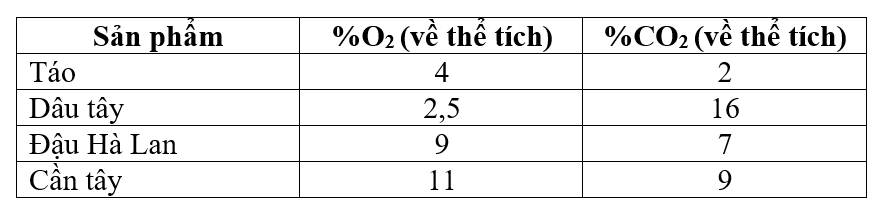 Sản phẩm %O₂ (về thể tích) %CO₂ (về thể tích)
Táo 4 2
Dâu tây 2,5 16
Đậu Hà Lan 9 7
Cần tây 11 9